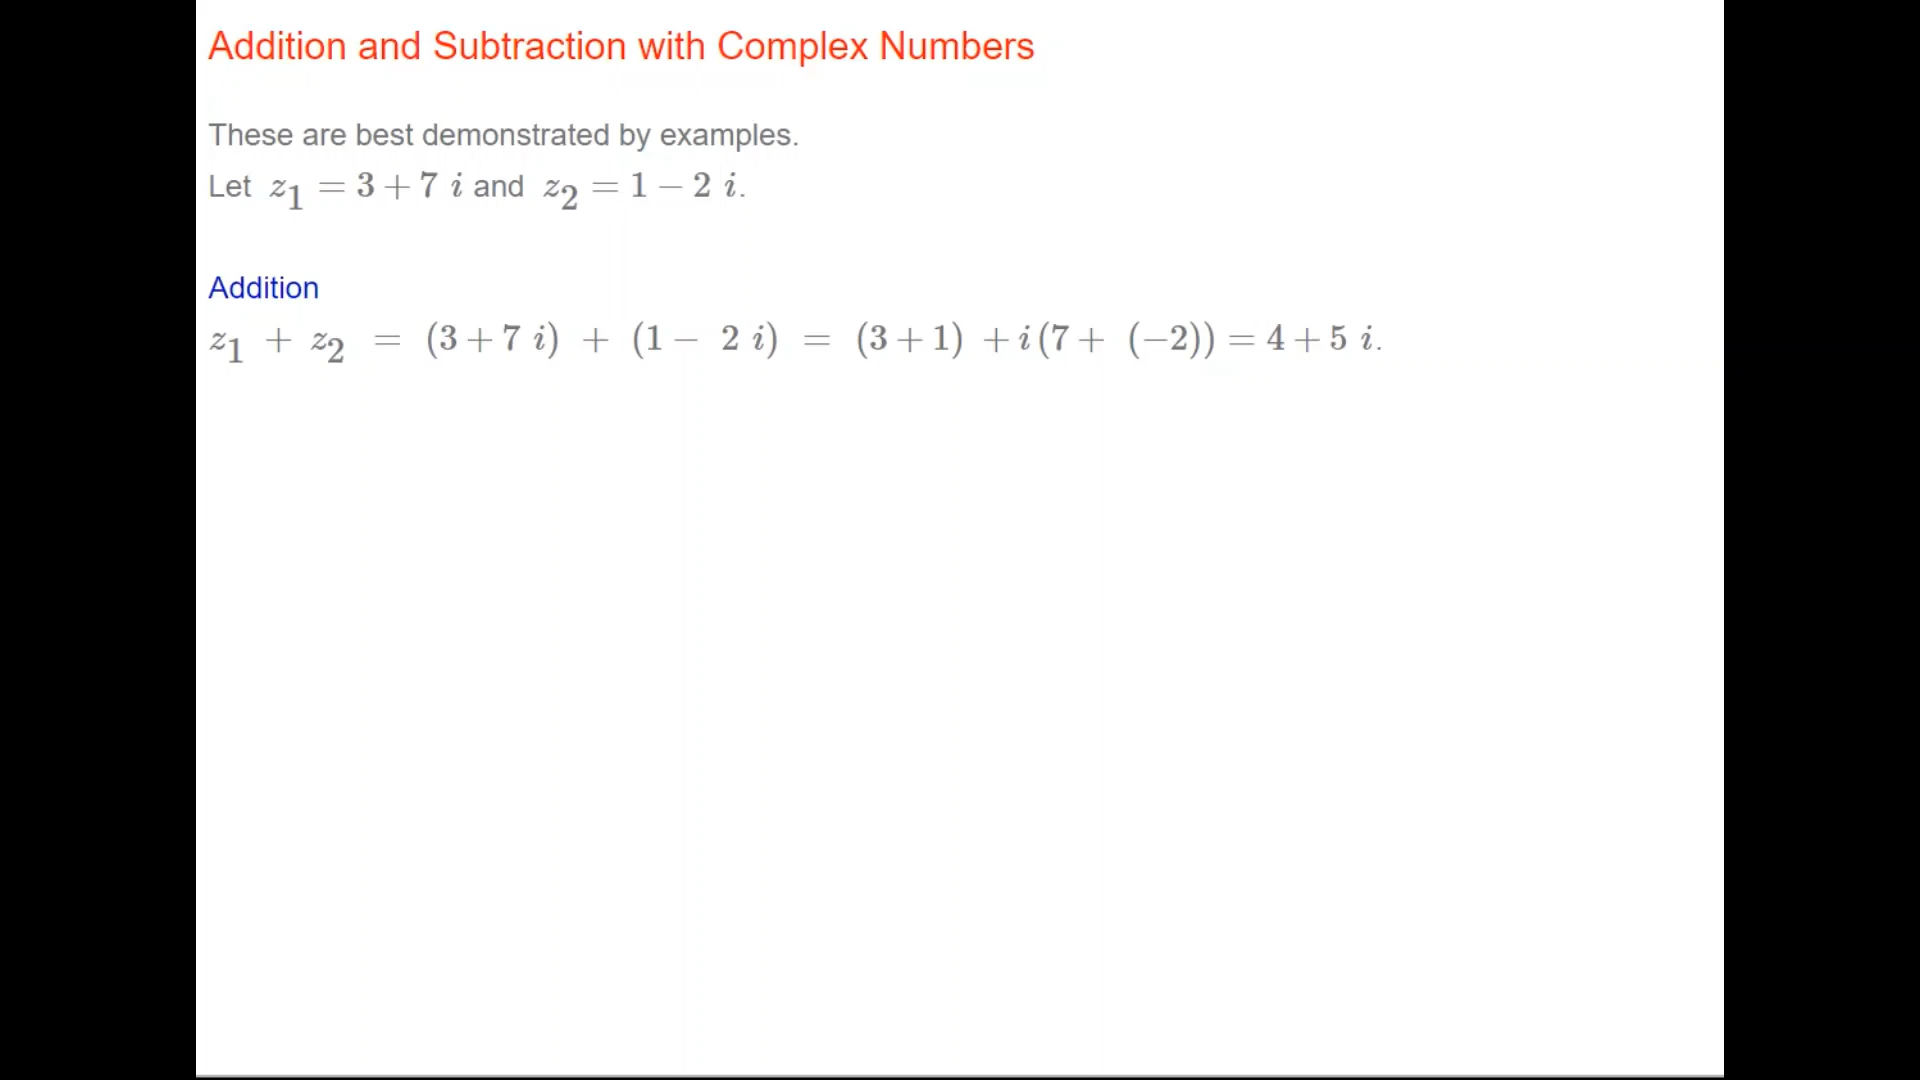 Addition and Subtraction with Complex Numbers
These are best demonstrated by examples.
Let z₁ = 3 + 7 i and z₂ = 1 − 2 i.
Addition
z₁ + z₂ = (3 + 7 i) + (1 − 2 i) = (3 + 1) + i (7 + (−2)) = 4 + 5 i.